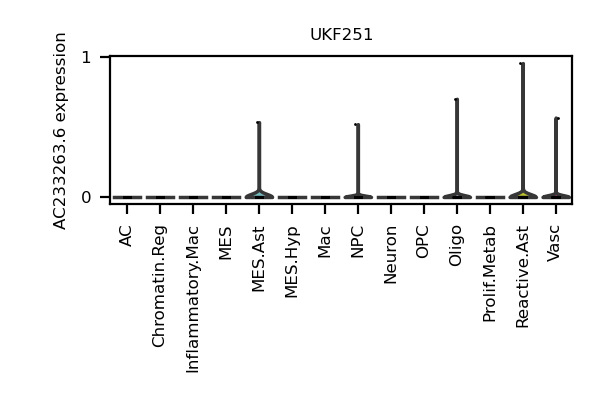 UKF251
AC233263.6 expression
1
0
AC
Chromatin.Reg
Inflammatory.Mac
MES
MES.Ast
MES.Hyp
Mac
NPC
Neuron
OPC
Oligo
Prolif.Metab
Reactive.Ast
Vasc